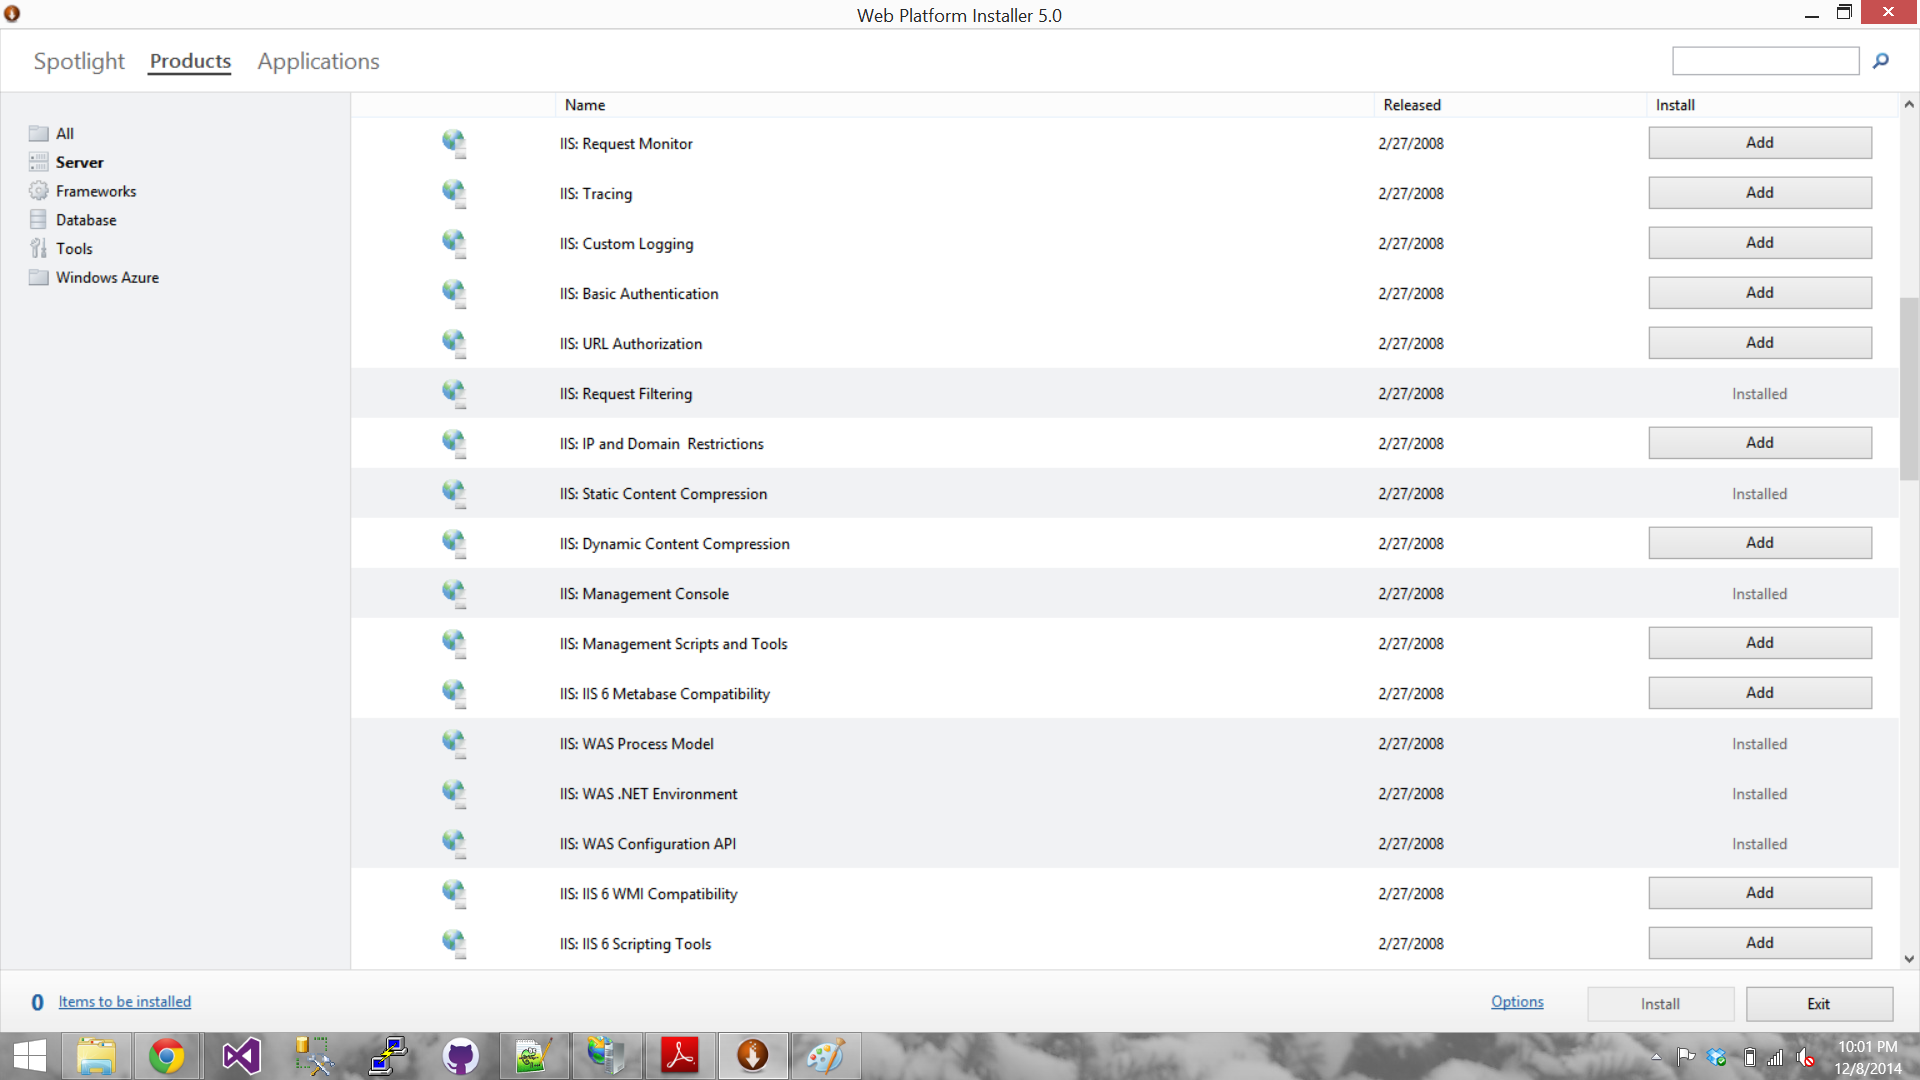 Web Platform Installer 5.0
Spotlight Products Applications
All
Server
Frameworks
Database
Tools
Windows Azure
Name Released Install
IIS: Request Monitor 2/27/2008 Add
IIS: Tracing 2/27/2008 Add
IIS: Custom Logging 2/27/2008 Add
IIS: Basic Authentication 2/27/2008 Add
IIS: URL Authorization 2/27/2008 Add
IIS: Request Filtering 2/27/2008 Installed
IIS: IP and Domain  Restrictions 2/27/2008 Add
IIS: Static Content Compression 2/27/2008 Installed
IIS: Dynamic Content Compression 2/27/2008 Add
IIS: Management Console 2/27/2008 Installed
IIS: Management Scripts and Tools 2/27/2008 Add
IIS: IIS 6 Metabase Compatibility 2/27/2008 Add
IIS: WAS Process Model 2/27/2008 Installed
IIS: WAS .NET Environment 2/27/2008 Installed
IIS: WAS Configuration API 2/27/2008 Installed
IIS: IIS 6 WMI Compatibility 2/27/2008 Add
IIS: IIS 6 Scripting Tools 2/27/2008 Add
0 Items to be installed Options Install Exit
10:01 PM
12/8/2014